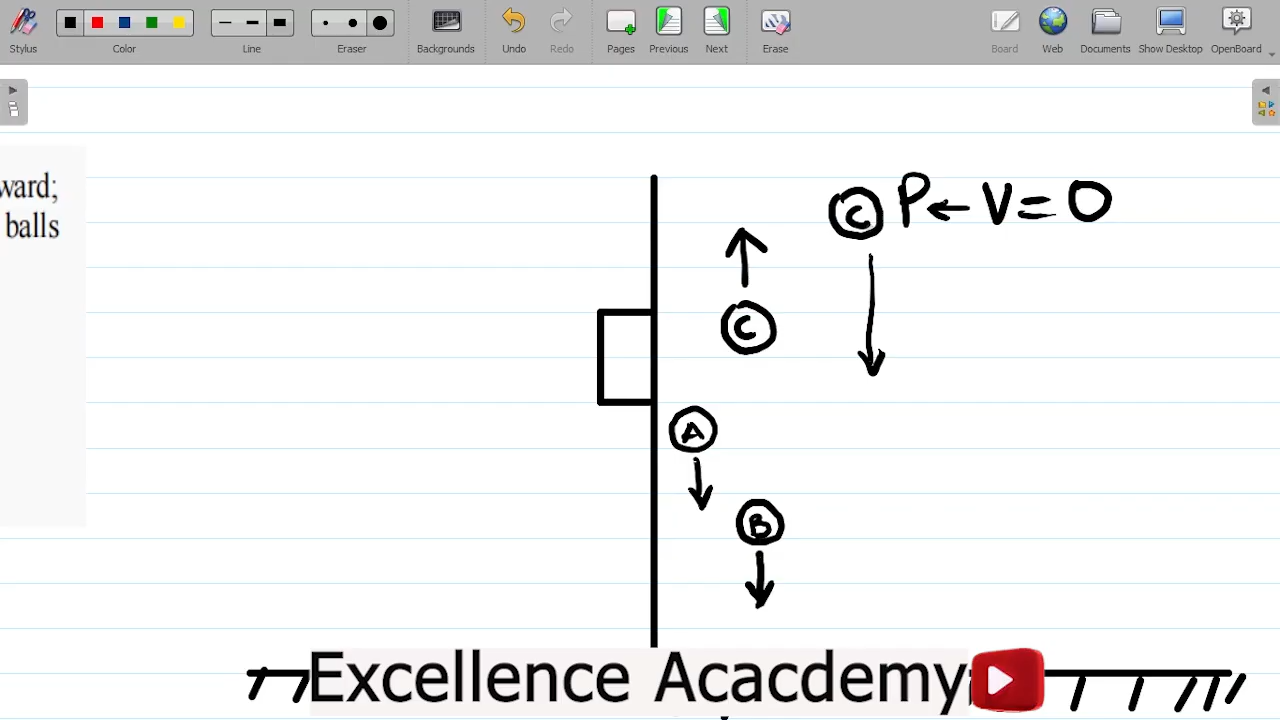 Stylus
Color
Line
Eraser
Backgrounds
Undo
Redo
Pages
Previous
Next
Erase
Board
Web
Documents
Show Desktop
OpenBoard
ward;
balls
C P ← V = 0
C
A
B
Excellence Acacdemy